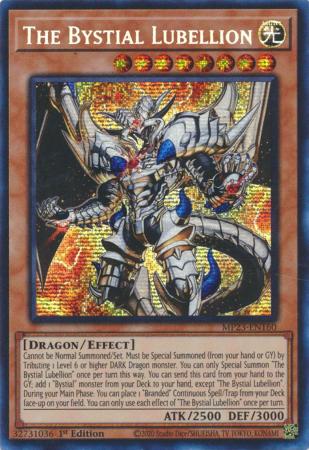 THE BYSTIAL LUBELLION
光
MP23-EN160
[DRAGON/EFFECT]
Cannot be Normal Summoned/Set. Must be Special Summoned (from your hand or GY) by
Tributing 1 Level 6 or higher DARK Dragon monster. You can only Special Summon "The
Bystial Lubellion" once per turn this way. You can send this card from your hand to the
GY; add 1 "Bystial" monster from your Deck to your hand, except "The Bystial Lubellion".
During your Main Phase: You can place 1 "Branded" Continuous Spell/Trap from your
Deck face-up on your field. You can only use each effect of "The Bystial Lubellion" once per turn.
ATK/2500 DEF/3000
32731036 1st Edition ©2020 Studio Dice/SHUEISHA, TV TOKYO, KONAMI